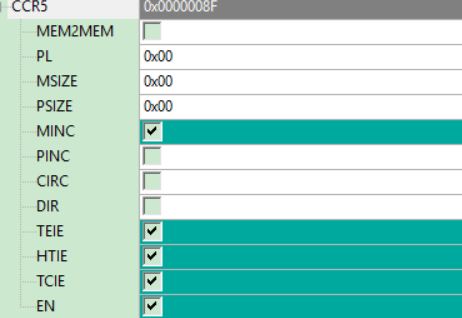 CCR5 0x0000008F
MEM2MEM
PL 0x00
MSIZE 0x00
PSIZE 0x00
MINC
PINC
CIRC
DIR
TEIE
HTIE
TCIE
EN